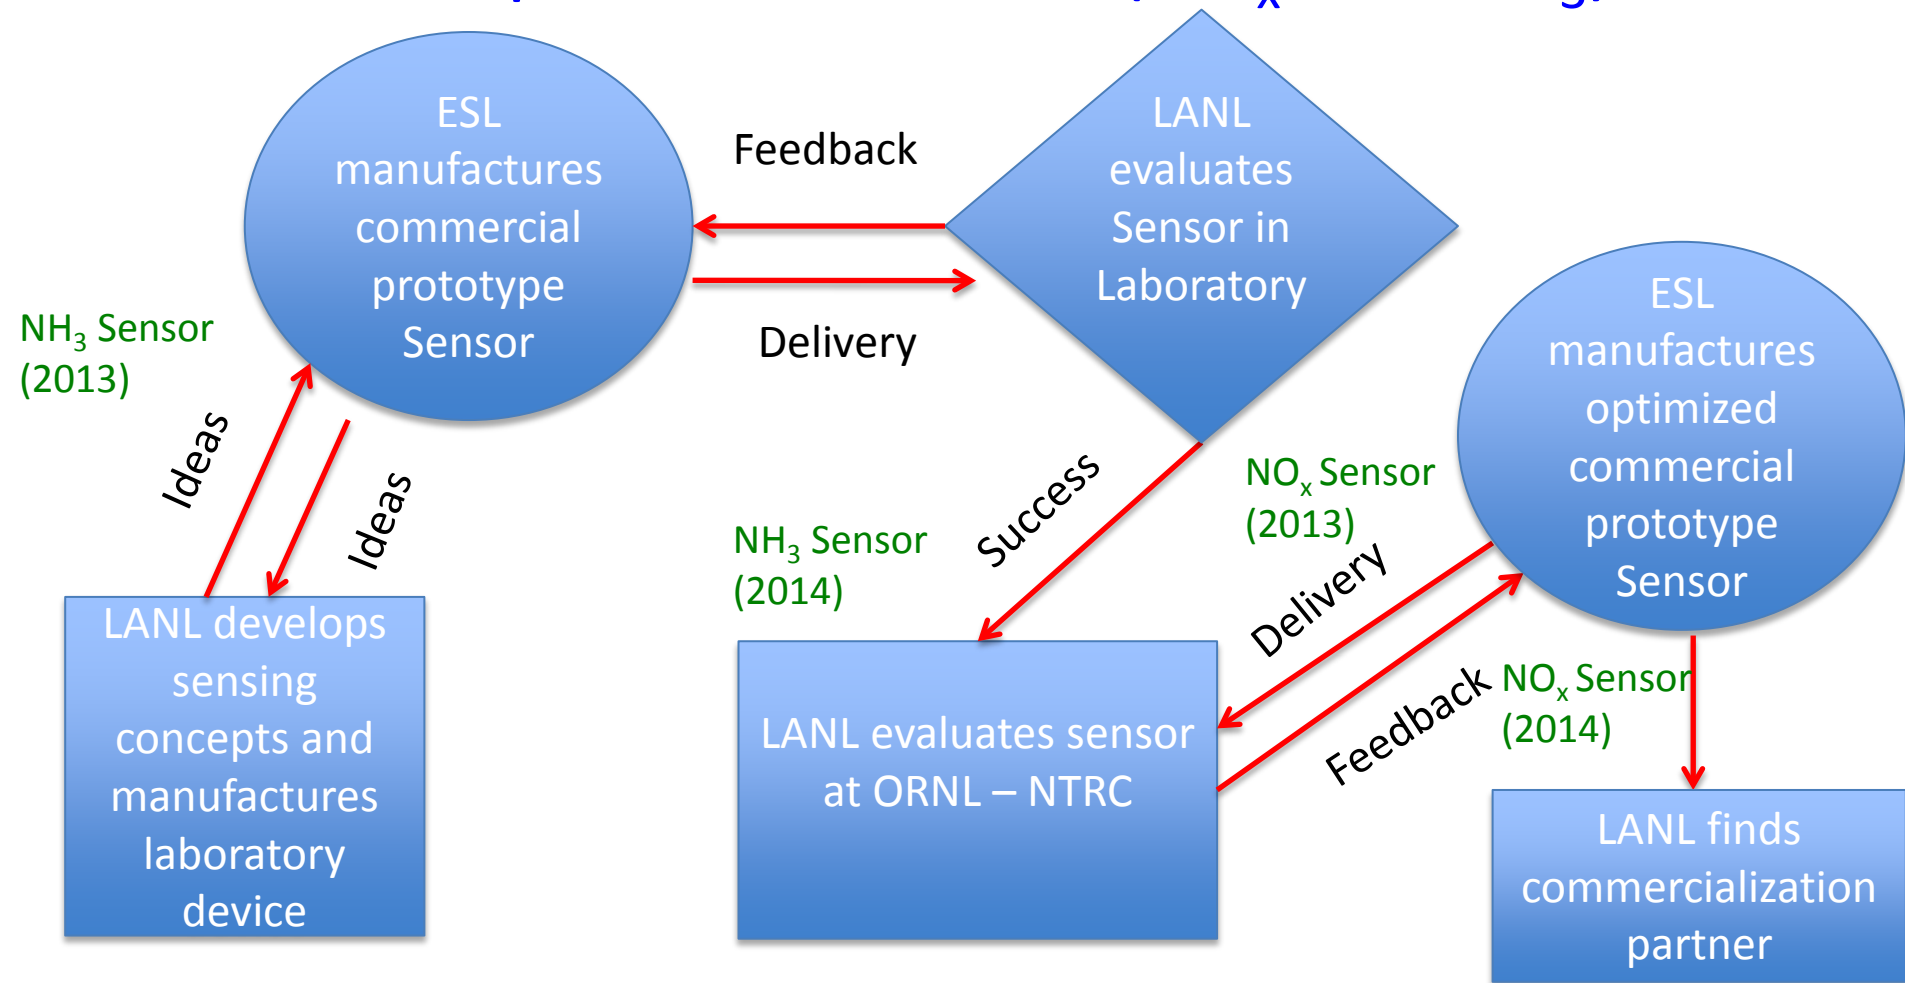 ESL
manufactures
commercial
prototype
Sensor
Feedback
Delivery
LANL
evaluates
Sensor in
Laboratory
NH₃ Sensor
(2013)
Ideas
Ideas
LANL develops
sensing
concepts and
manufactures
laboratory
device
Success
NH₃ Sensor
(2014)
LANL evaluates sensor
at ORNL – NTRC
NOₓ Sensor
(2013)
Delivery
Feedback
ESL
manufactures
optimized
commercial
prototype
Sensor
NOₓ Sensor
(2014)
LANL finds
commercialization
partner